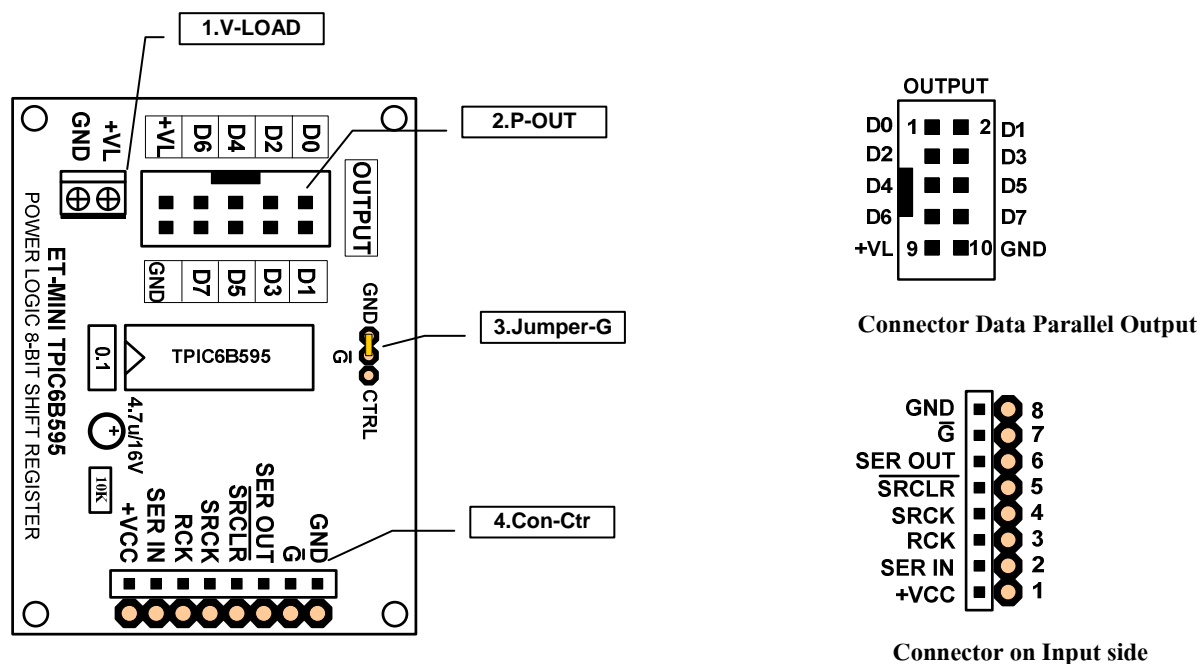 1.V-LOAD
GND
+VL
+VL
D6
D4
D2
D0
2.P-OUT
OUTPUT
GND
D7
D5
D3
D1
POWER LOGIC 8-BIT SHIFT REGISTER
ET-MINI TPIC6B595
GND
G̅
CTRL
3.Jumper-G
0.1
TPIC6B595
4.7u/16V
+
10K
+VCC
SER IN
RCK
SRCK
S̅R̅C̅L̅R̅
SER OUT
G̅
GND
4.Con-Ctr
OUTPUT
D0 1 2 D1
D2 D3
D4 D5
D6 D7
+VL 9 10 GND
Connector Data Parallel Output
GND 8
G̅ 7
SER OUT 6
S̅R̅C̅L̅R̅ 5
SRCK 4
RCK 3
SER IN 2
+VCC 1
Connector on Input side